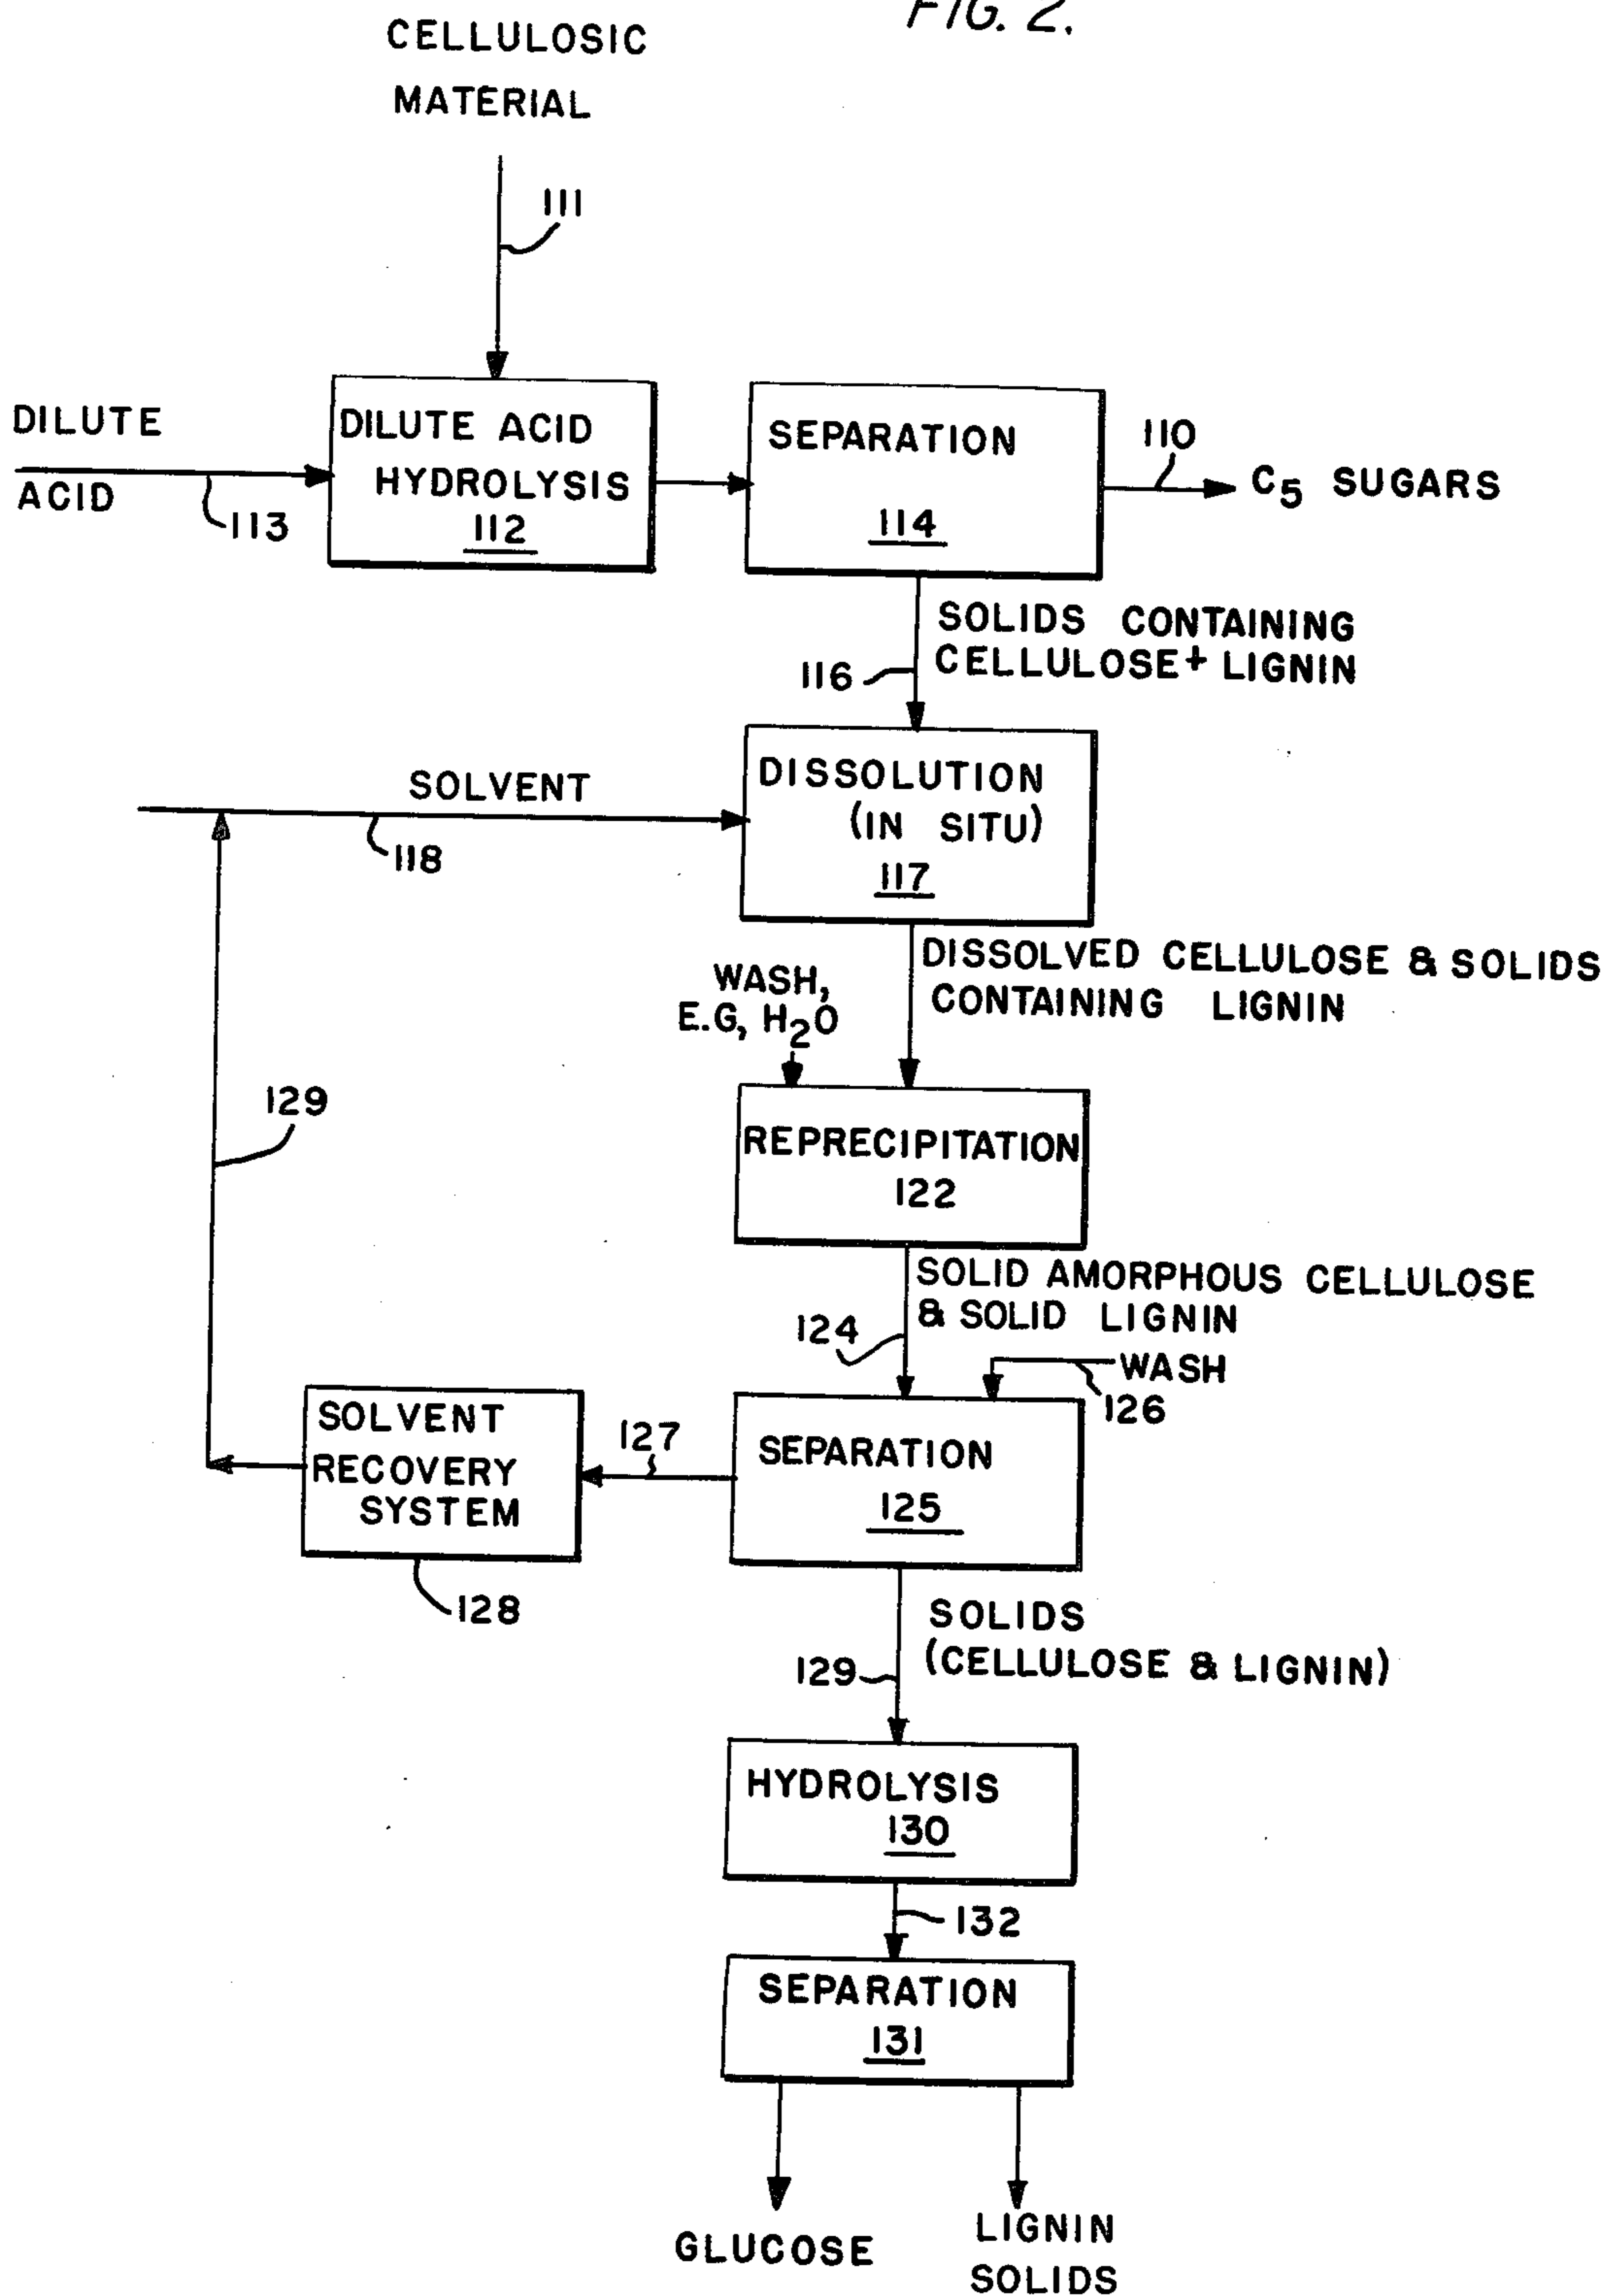 FIG. 2.
CELLULOSIC
MATERIAL
111
DILUTE
ACID
113
DILUTE ACID
HYDROLYSIS
112
SEPARATION
114
110
C5 SUGARS
SOLIDS CONTAINING
CELLULOSE + LIGNIN
116
SOLVENT
118
DISSOLUTION
(IN SITU)
117
DISSOLVED CELLULOSE & SOLIDS
CONTAINING LIGNIN
WASH,
E.G, H2O
129
REPRECIPITATION
122
SOLID AMORPHOUS CELLULOSE
& SOLID LIGNIN
124
WASH
126
SOLVENT
RECOVERY
SYSTEM
128
127
SEPARATION
125
SOLIDS
(CELLULOSE & LIGNIN)
129
HYDROLYSIS
130
132
SEPARATION
131
GLUCOSE
LIGNIN
SOLIDS